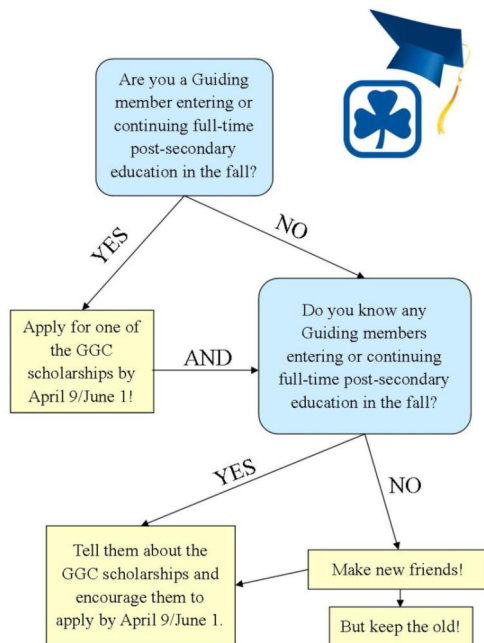 Are you a Guiding
member entering or
continuing full-time
post-secondary
education in the fall?
YES
NO
Apply for one of
the GGC
scholarships by
April 9/June 1!
AND
Do you know any
Guiding members
entering or continuing
full-time post-secondary
education in the fall?
YES
NO
Tell them about the
GGC scholarships and
encourage them to
apply by April 9/June 1.
Make new friends!
But keep the old!